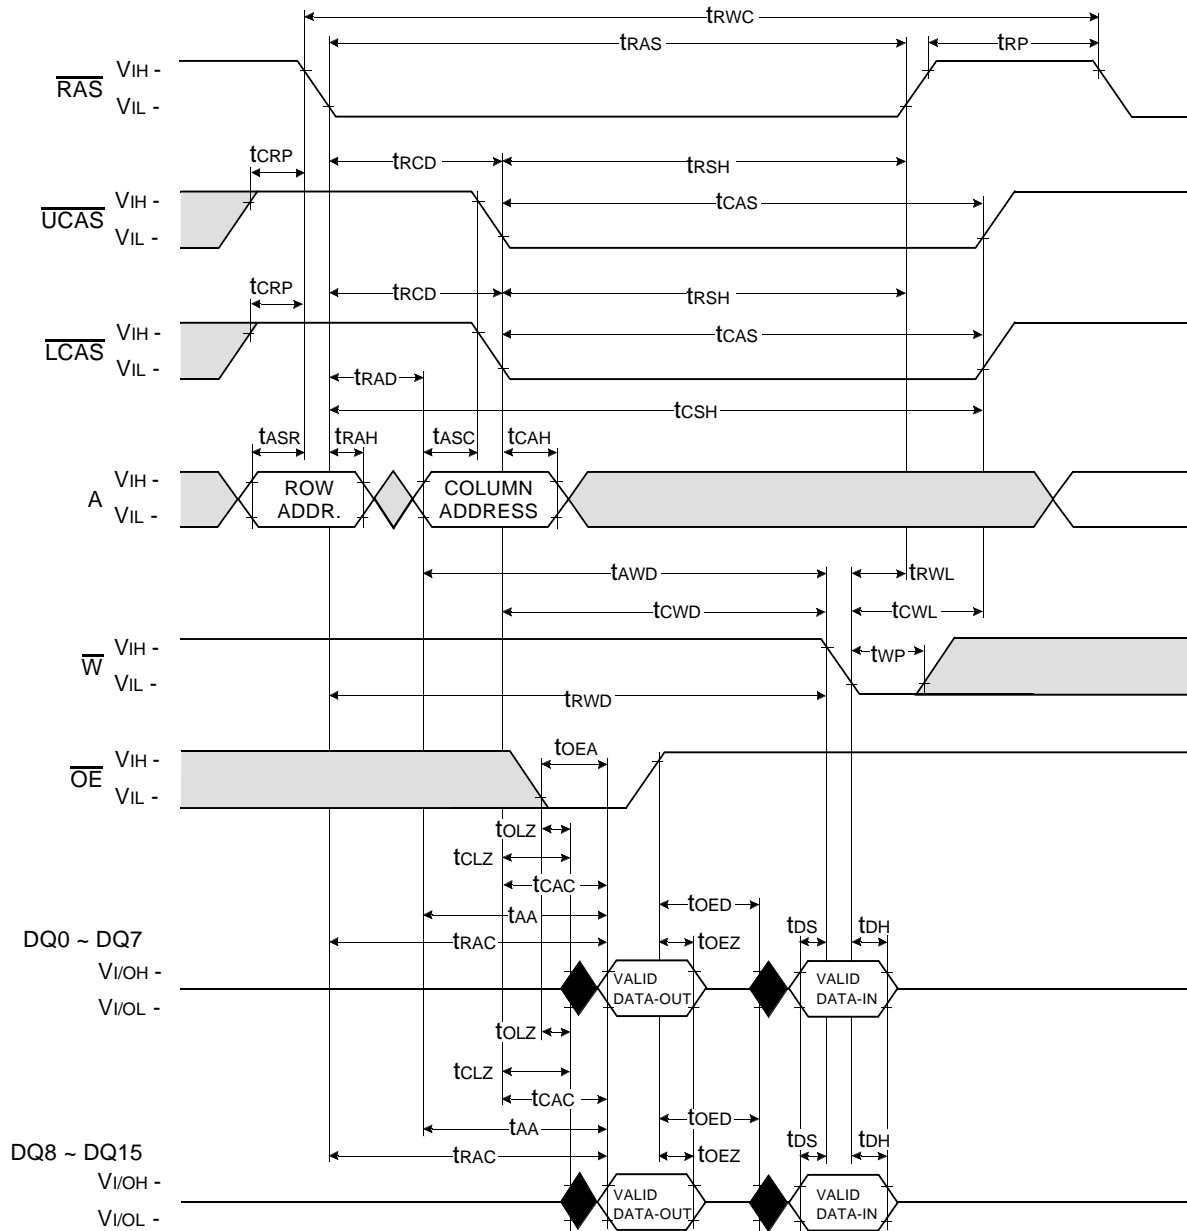 tRWC
tRAS
tRP
RAS
VIH -
VIL -
tCRP
tRCD
tRSH
UCAS
VIH -
VIL -
tCAS
tCRP
tRCD
tRSH
LCAS
VIH -
VIL -
tCAS
tRAD
tCSH
tASR
tRAH
tASC
tCAH
A
VIH -
VIL -
ROW
ADDR.
COLUMN
ADDRESS
tAWD
tRWL
tCWD
tCWL
W
VIH -
VIL -
tWP
tRWD
OE
VIH -
VIL -
tOEA
tOLZ
tCLZ
tCAC
tOED
tAA
tDS
tDH
DQ0 ~ DQ7
tRAC
tOEZ
VI/OH -
VI/OL -
VALID
DATA-OUT
VALID
DATA-IN
tOLZ
tCLZ
tCAC
tOED
tAA
tDS
tDH
DQ8 ~ DQ15
tRAC
tOEZ
VI/OH -
VI/OL -
VALID
DATA-OUT
VALID
DATA-IN